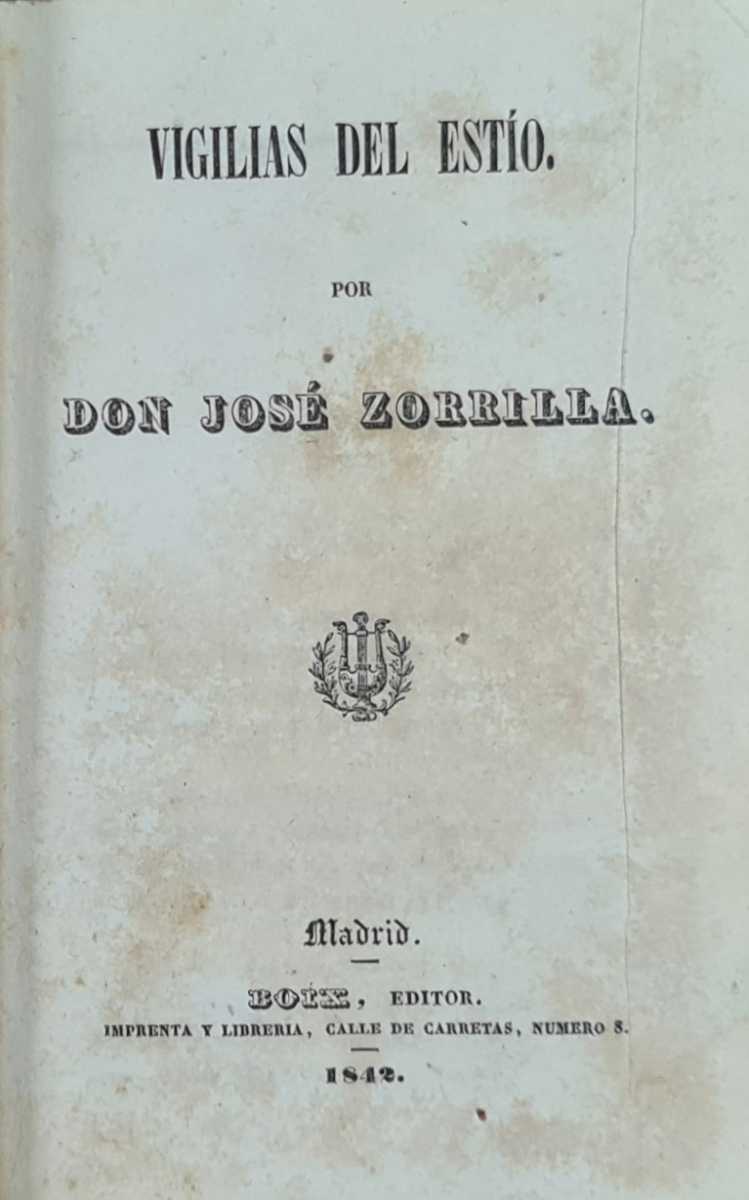 VIGILIAS DEL ESTÍO.
POR
DON JOSÉ ZORRILLA.
Madrid.
BOIX, EDITOR.
IMPRENTA Y LIBRERIA, CALLE DE CARRETAS, NUMERO 8.
1842.